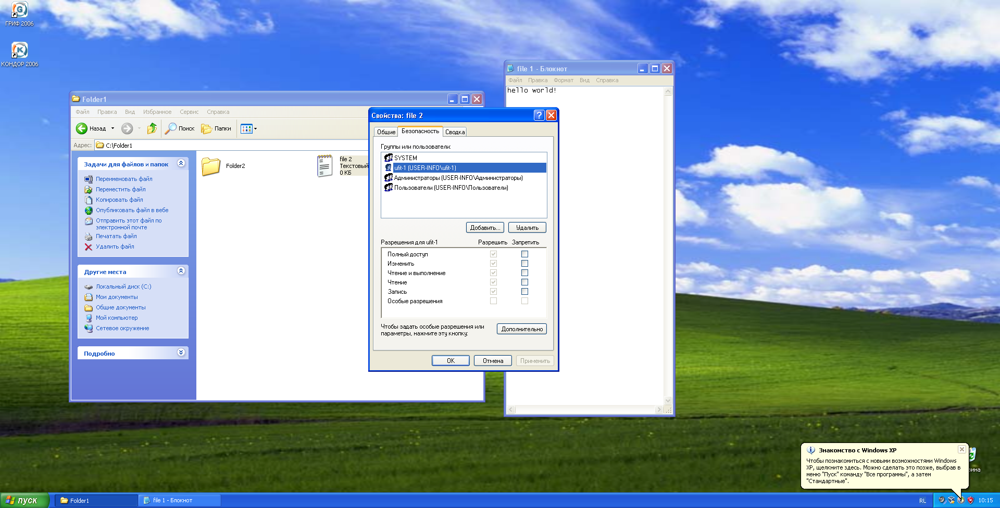 ГРИФ 2006
КОНДОР 2006
Folder1
Файл Правка Вид Избранное Сервис Справка
Назад Поиск Папки
Адрес: C:\Folder1
Задачи для файлов и папок
Переименовать файл
Переместить файл
Копировать файл
Опубликовать файл в вебе
Отправить этот файл по
электронной почте
Печатать файл
Удалить файл
Другие места
Локальный диск (C:)
Мои документы
Общие документы
Мой компьютер
Сетевое окружение
Подробно
Folder2
file 2
Текстовый
0 КБ
file 1 - Блокнот
Файл Правка Формат Вид Справка
hello world!
Свойства: file 2
Общие Безопасность Сводка
Группы или пользователи:
SYSTEM
ufit-1 (USER-INFO\ufit-1)
Администраторы (USER-INFO\Администраторы)
Пользователи (USER-INFO\Пользователи)
Добавить... Удалить
Разрешения для ufit-1 Разрешить Запретить
Полный доступ
Изменить
Чтение и выполнение
Чтение
Запись
Особые разрешения
Чтобы задать особые разрешения или
параметры, нажмите эту кнопку:
Дополнительно
OK Отмена Применить
Знакомство с Windows XP
Чтобы познакомиться с новыми возможностями Windows
XP, щелкните здесь. Можно сделать это позже, выбрав в
меню "Пуск" команду "Все программы", а затем
"Стандартные".
пуск Folder1 file 1 - Блокнот RL 10:15